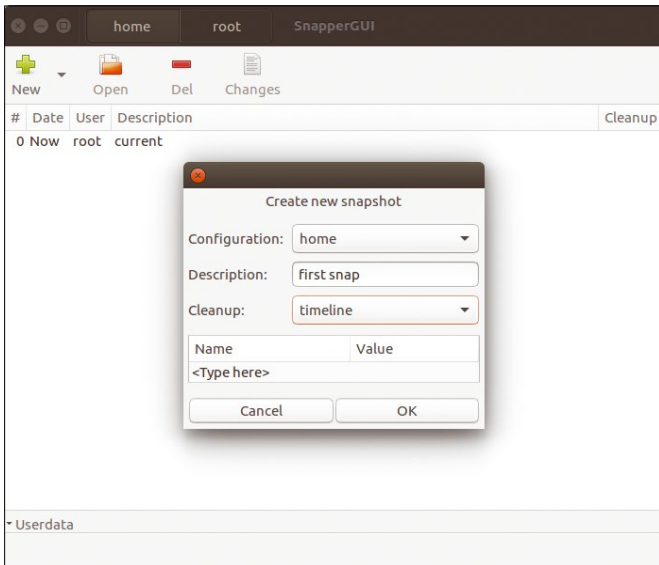 home root SnapperGUI
New Open Del Changes
# Date User Description Cleanup
0 Now root current
Create new snapshot
Configuration: home
Description: first snap
Cleanup: timeline
Name Value
<Type here>
Cancel OK
Userdata